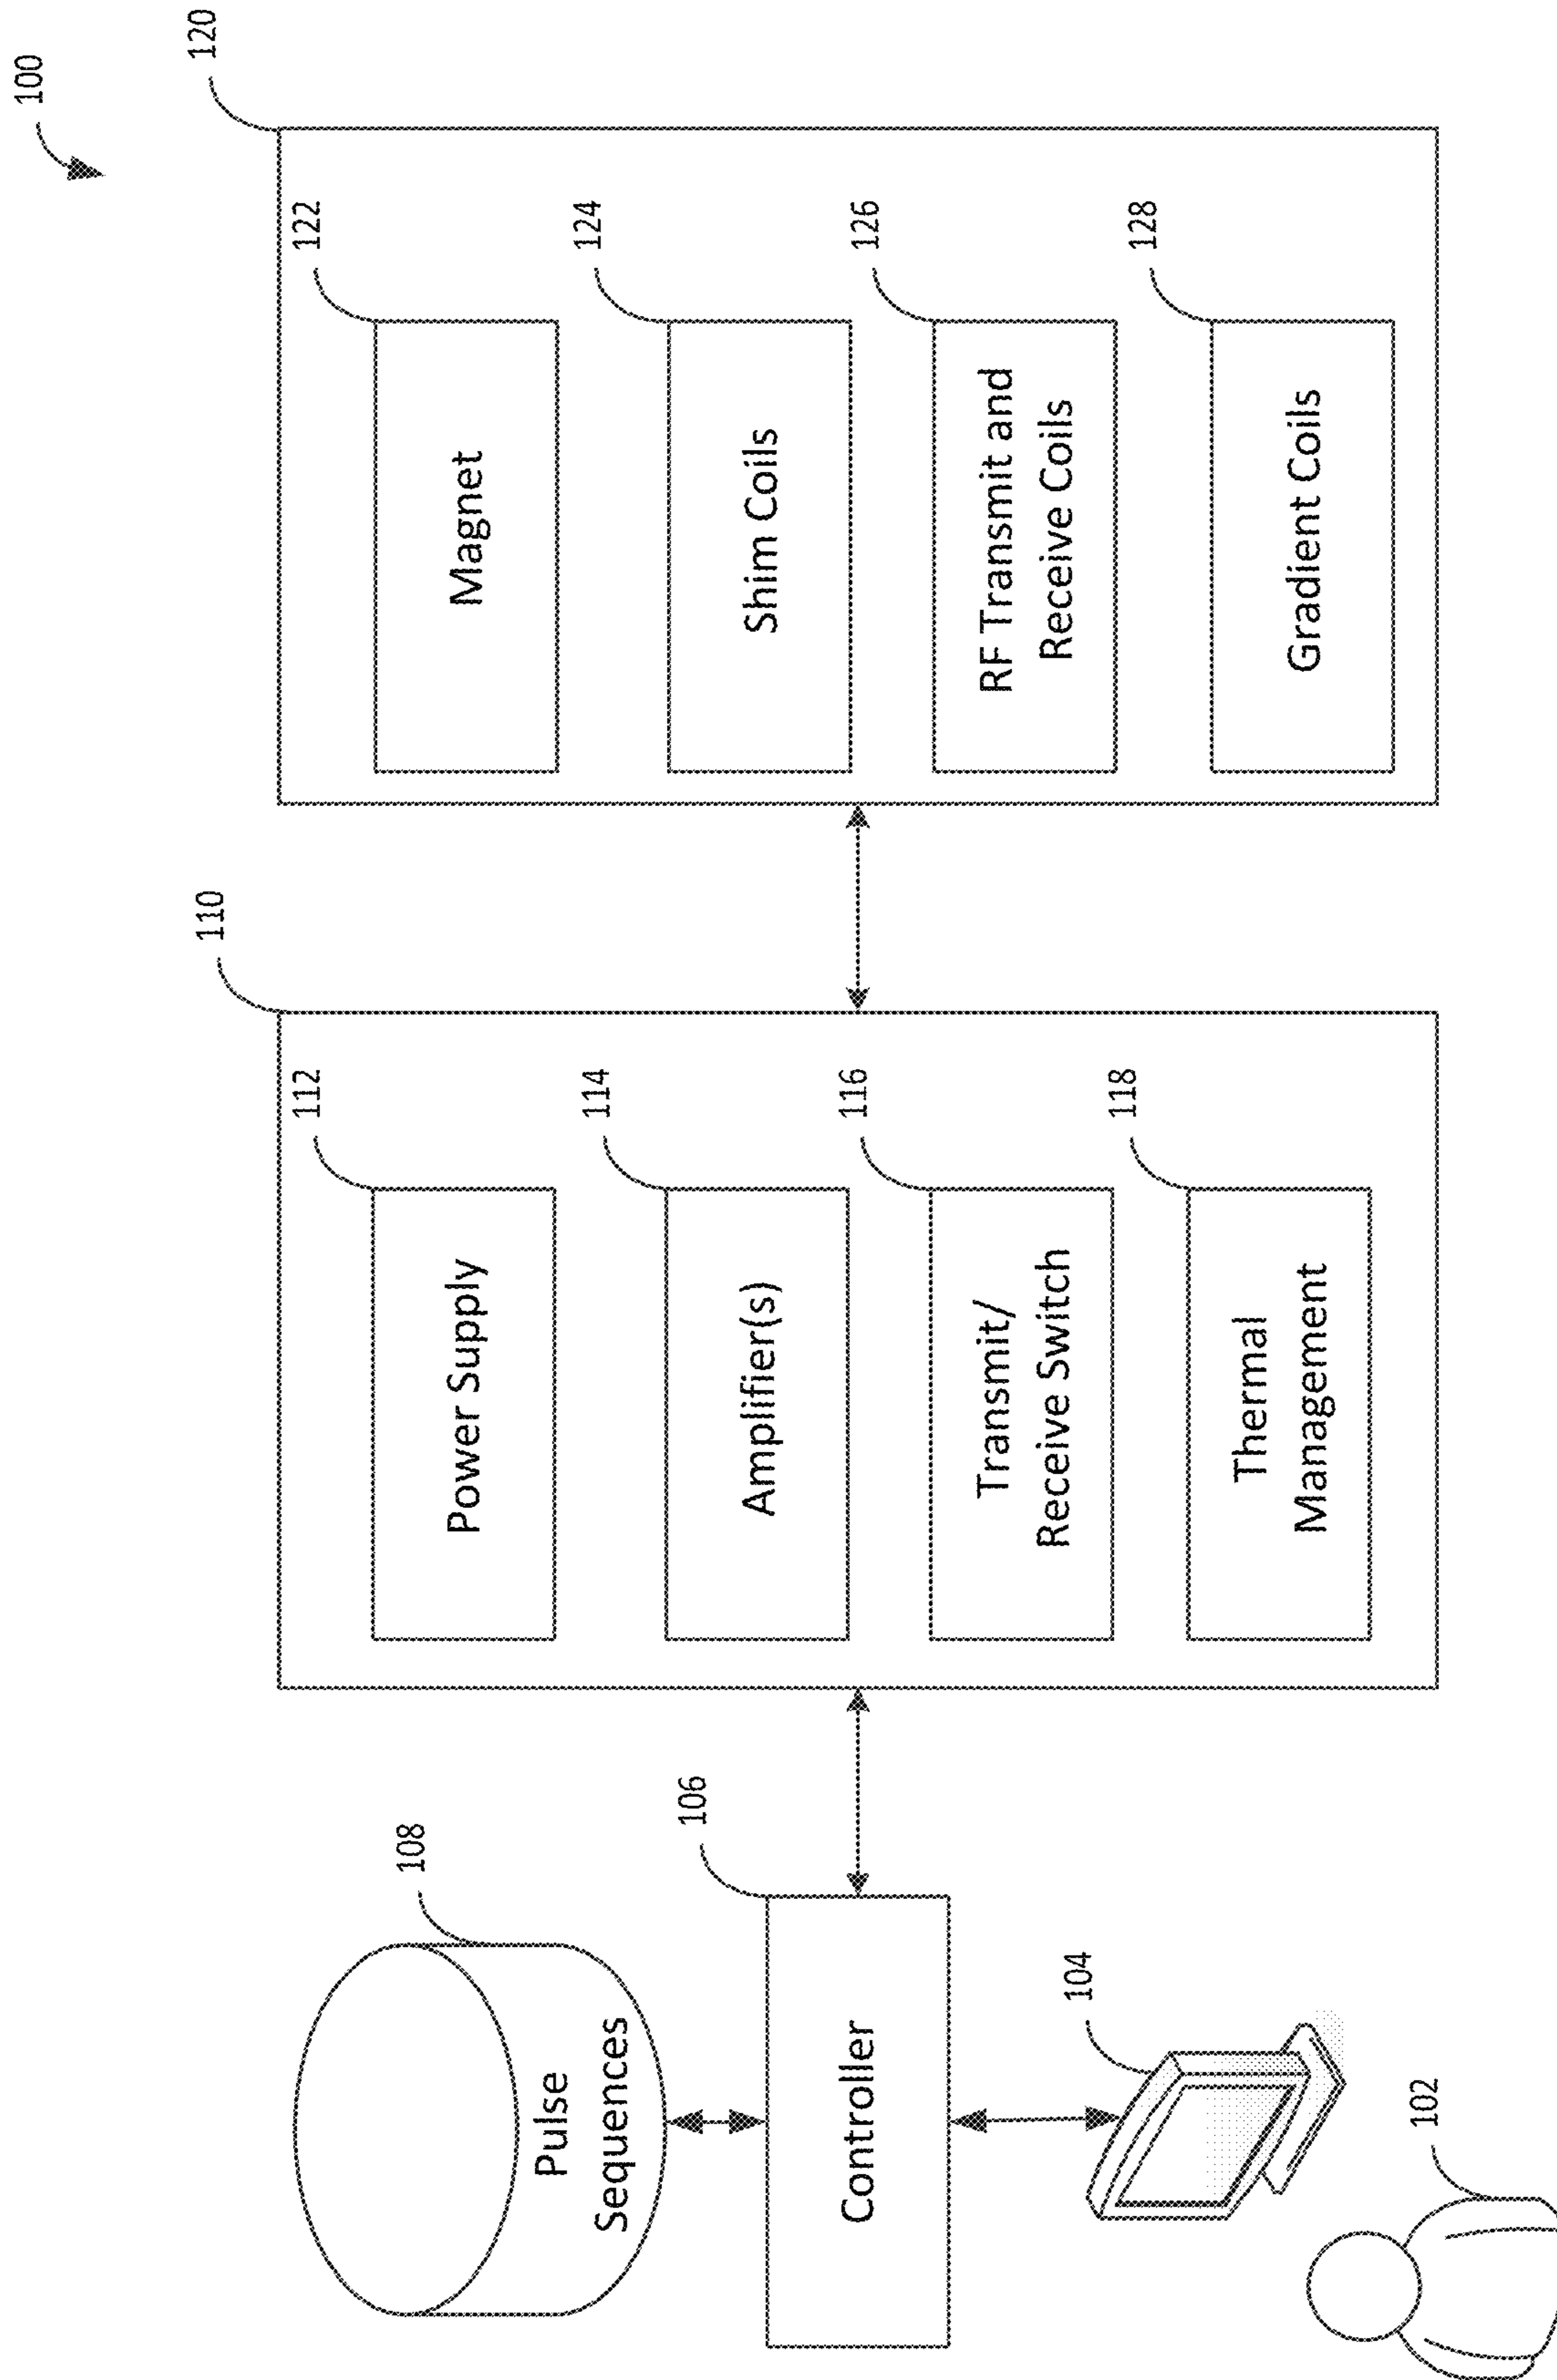 100
108
Pulse
Sequences
106
Controller
104
102
110
112
Power Supply
114
Amplifier(s)
116
Transmit/
Receive Switch
118
Thermal
Management
120
122
Magnet
124
Shim Coils
126
RF Transmit and
Receive Coils
128
Gradient Coils